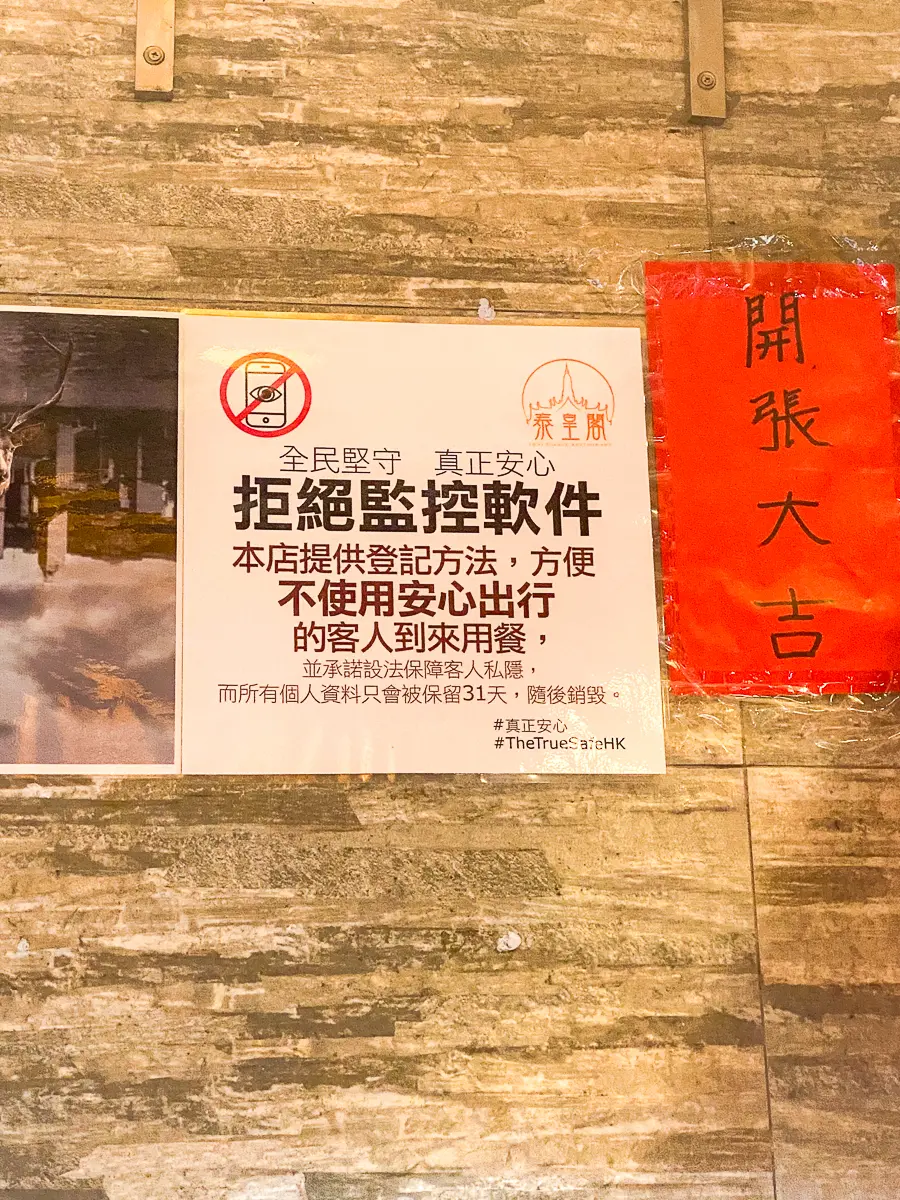 泰皇閣
全民堅守　真正安心
拒絕監控軟件
本店提供登記方法，方便
不使用安心出行
的客人到來用餐，
並承諾設法保障客人私隱，
而所有個人資料只會被保留31天，隨後銷毀。
#真正安心
#TheTrueSafeHK
開張大吉